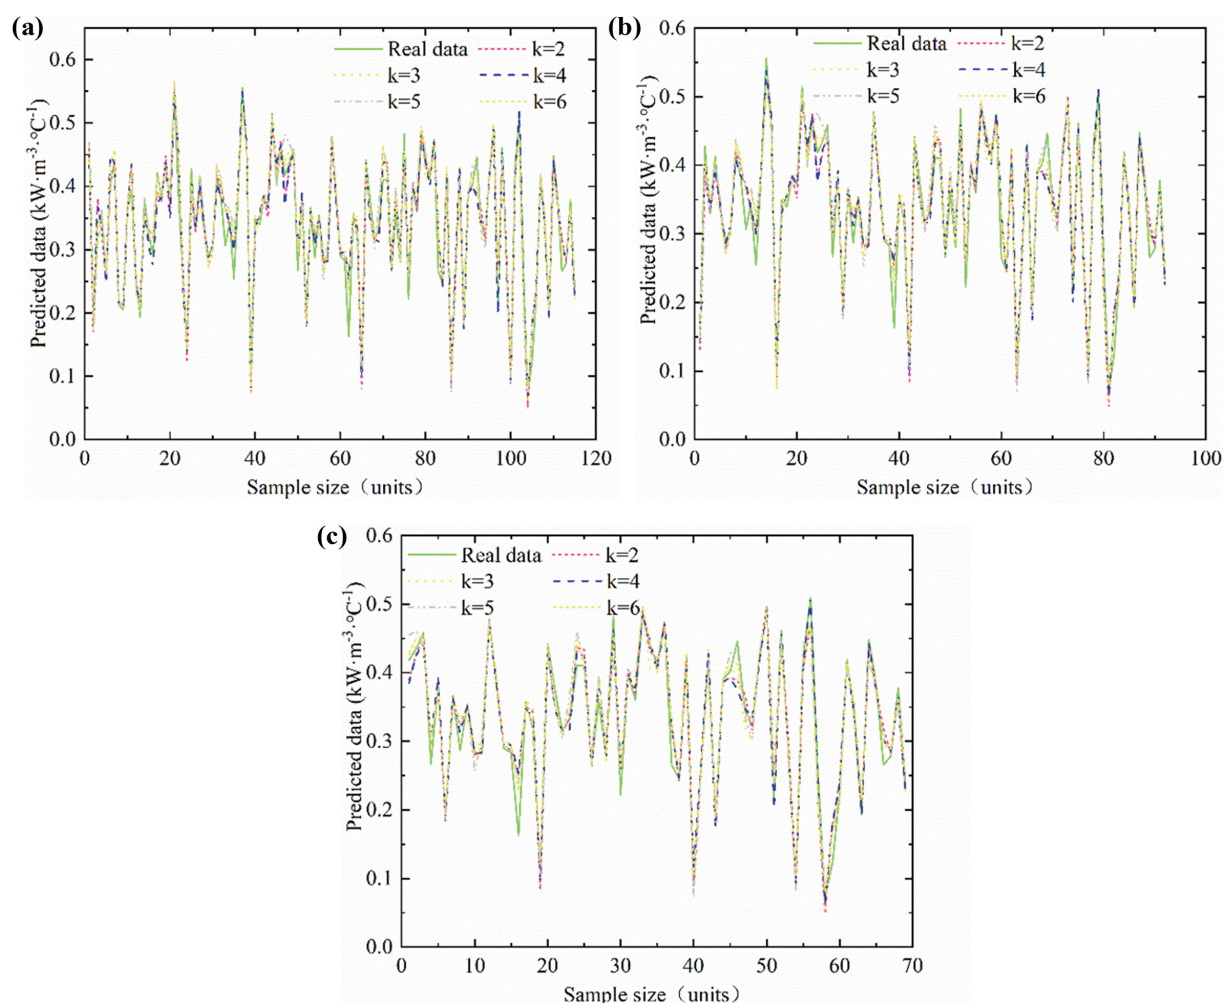 (a)
Predicted data (kW·m⁻³·°C⁻¹)
0.6
0.5
0.4
0.3
0.2
0.1
0.0
Real data
k=2
k=3
k=4
k=5
k=6
0
20
40
60
80
100
120
Sample size（units）
(b)
Predicted data (kW·m⁻³·°C⁻¹)
0.6
0.5
0.4
0.3
0.2
0.1
0.0
Real data
k=2
k=3
k=4
k=5
k=6
0
20
40
60
80
100
Sample size（units）
(c)
Predicted data (kW·m⁻³·°C⁻¹)
0.6
0.5
0.4
0.3
0.2
0.1
0.0
Real data
k=2
k=3
k=4
k=5
k=6
0
10
20
30
40
50
60
70
Sample size（units）